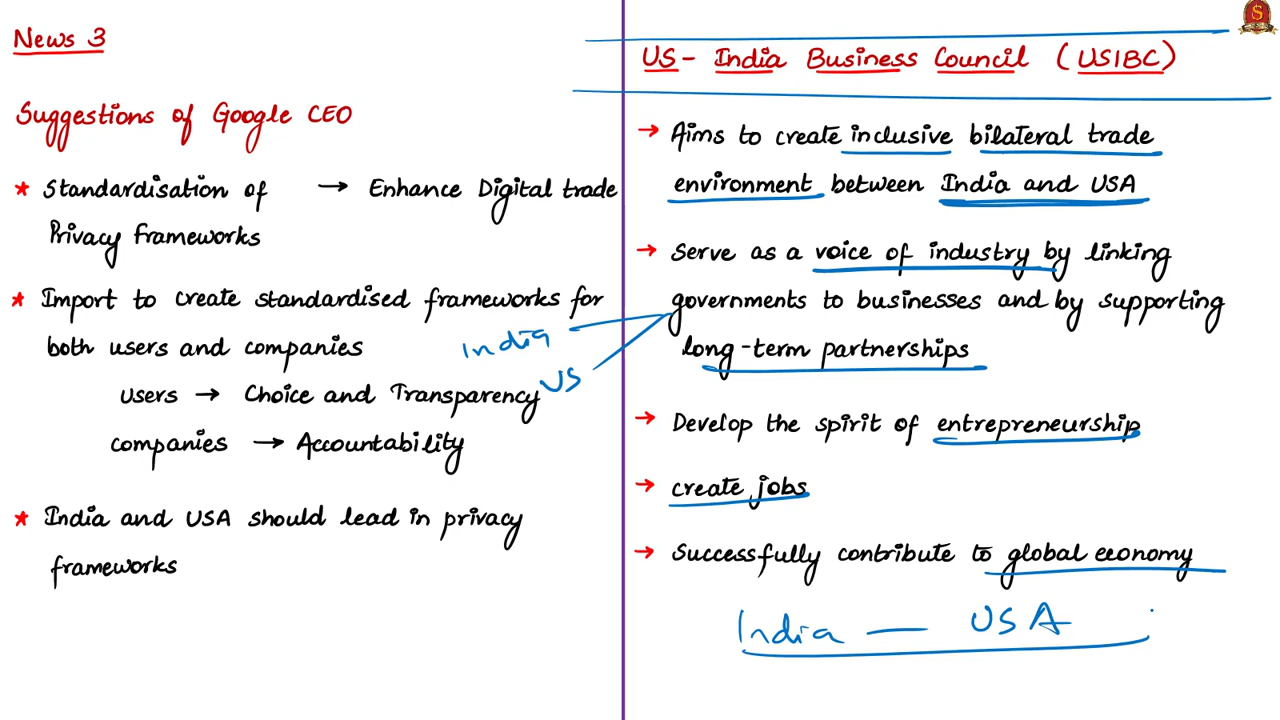 News 3
Suggestions of Google CEO
* Standardisation of → Enhance Digital trade
Privacy frameworks
* Import to create standardised frameworks for
both users and companies
users → Choice and Transparency
companies → Accountability
* India and USA should lead in privacy
frameworks
US - India Business Council (USIBC)
→ Aims to create inclusive bilateral trade
environment between India and USA
→ Serve as a voice of industry by linking
governments to businesses and by supporting
long-term partnerships
India
US
→ Develop the spirit of entrepreneurship
→ create jobs
→ Successfully contribute to global economy
India — USA
S